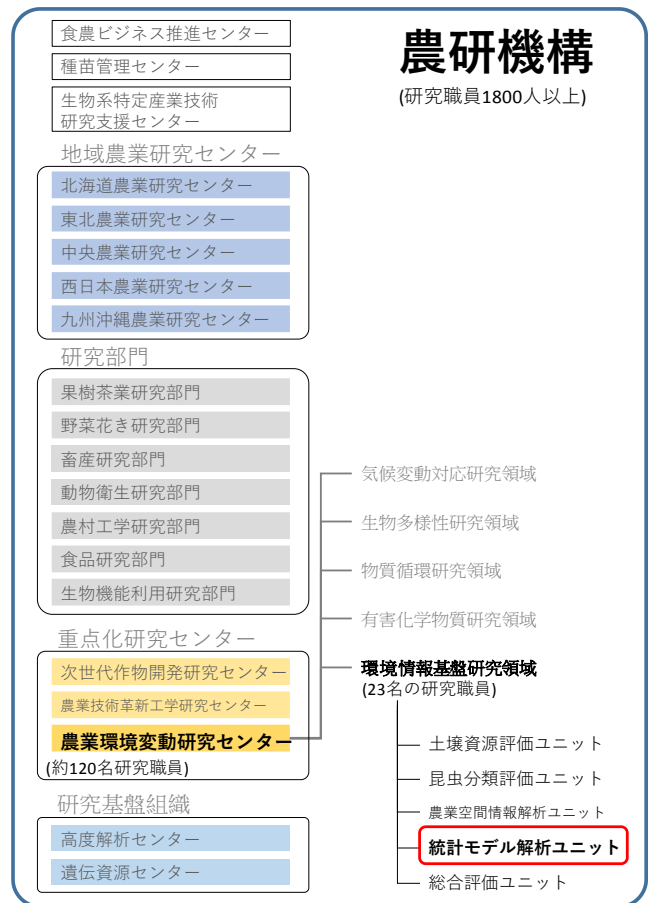 農研機構
(研究職員1800人以上)
食農ビジネス推進センター
種苗管理センター
生物系特定産業技術
研究支援センター
地域農業研究センター
北海道農業研究センター
東北農業研究センター
中央農業研究センター
西日本農業研究センター
九州沖縄農業研究センター
研究部門
果樹茶業研究部門
野菜花き研究部門
畜産研究部門
動物衛生研究部門
農村工学研究部門
食品研究部門
生物機能利用研究部門
重点化研究センター
次世代作物開発研究センター
農業技術革新工学研究センター
農業環境変動研究センター
(約120名研究職員)
研究基盤組織
高度解析センター
遺伝資源センター
気候変動対応研究領域
生物多様性研究領域
物質循環研究領域
有害化学物質研究領域
環境情報基盤研究領域
(23名の研究職員)
土壌資源評価ユニット
昆虫分類評価ユニット
農業空間情報解析ユニット
統計モデル解析ユニット
総合評価ユニット